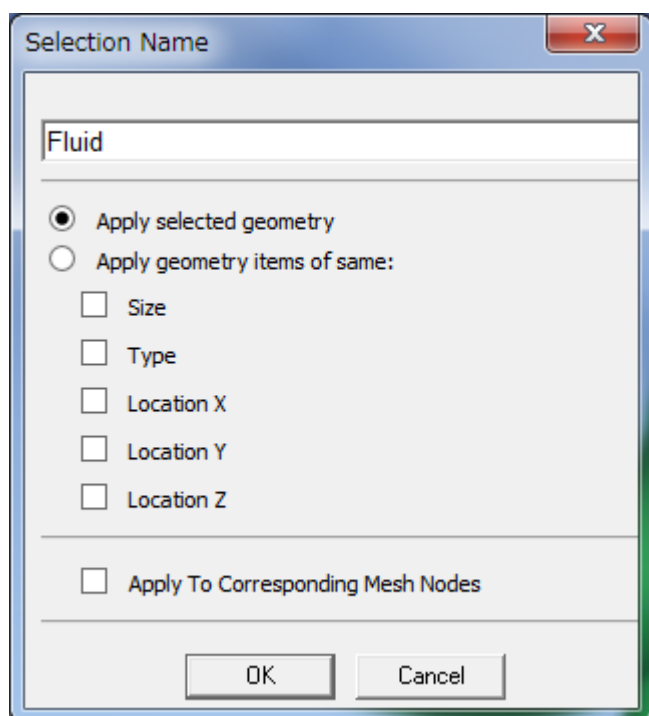 Selection Name
Fluid
Apply selected geometry
Apply geometry items of same:
Size
Type
Location X
Location Y
Location Z
Apply To Corresponding Mesh Nodes
OK
Cancel